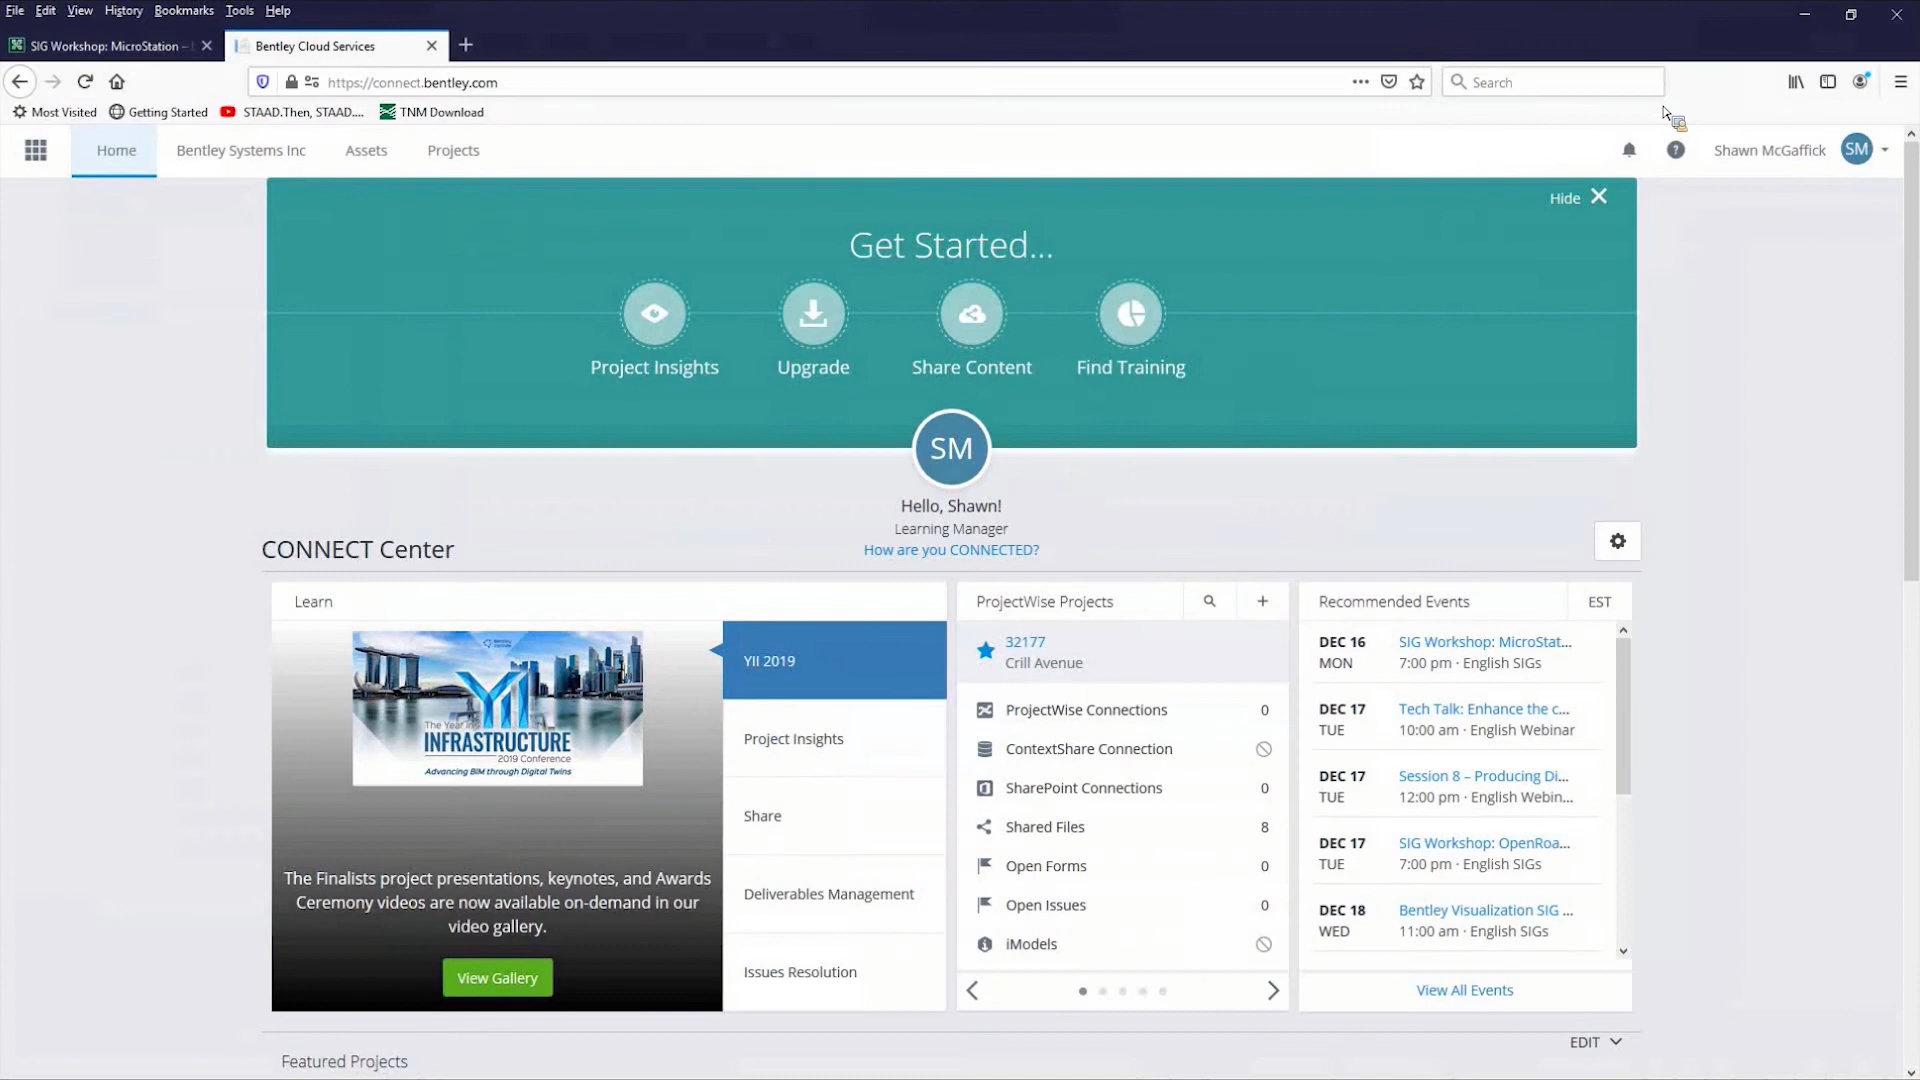 File Edit View History Bookmarks Tools Help
SIG Workshop: MicroStation –
Bentley Cloud Services
https://connect.bentley.com
Search
Most Visited Getting Started STAAD.Then, STAAD.... TNM Download
Home Bentley Systems Inc Assets Projects
Shawn McGaffick SM
Hide
Get Started...
Project Insights Upgrade Share Content Find Training
SM
Hello, Shawn!
Learning Manager
How are you CONNECTED?
CONNECT Center
Learn
The Year in
INFRASTRUCTURE
2019 Conference
Advancing BIM through Digital Twins
The Finalists project presentations, keynotes, and Awards
Ceremony videos are now available on-demand in our
video gallery.
View Gallery
YII 2019
Project Insights
Share
Deliverables Management
Issues Resolution
ProjectWise Projects
32177
Crill Avenue
ProjectWise Connections 0
ContextShare Connection
SharePoint Connections 0
Shared Files 8
Open Forms 0
Open Issues 0
iModels
Recommended Events EST
DEC 16 SIG Workshop: MicroStat...
MON 7:00 pm · English SIGs
DEC 17 Tech Talk: Enhance the c...
TUE 10:00 am · English Webinar
DEC 17 Session 8 – Producing Di...
TUE 12:00 pm · English Webin...
DEC 17 SIG Workshop: OpenRoa...
TUE 7:00 pm · English SIGs
DEC 18 Bentley Visualization SIG ...
WED 11:00 am · English SIGs
View All Events
EDIT
Featured Projects